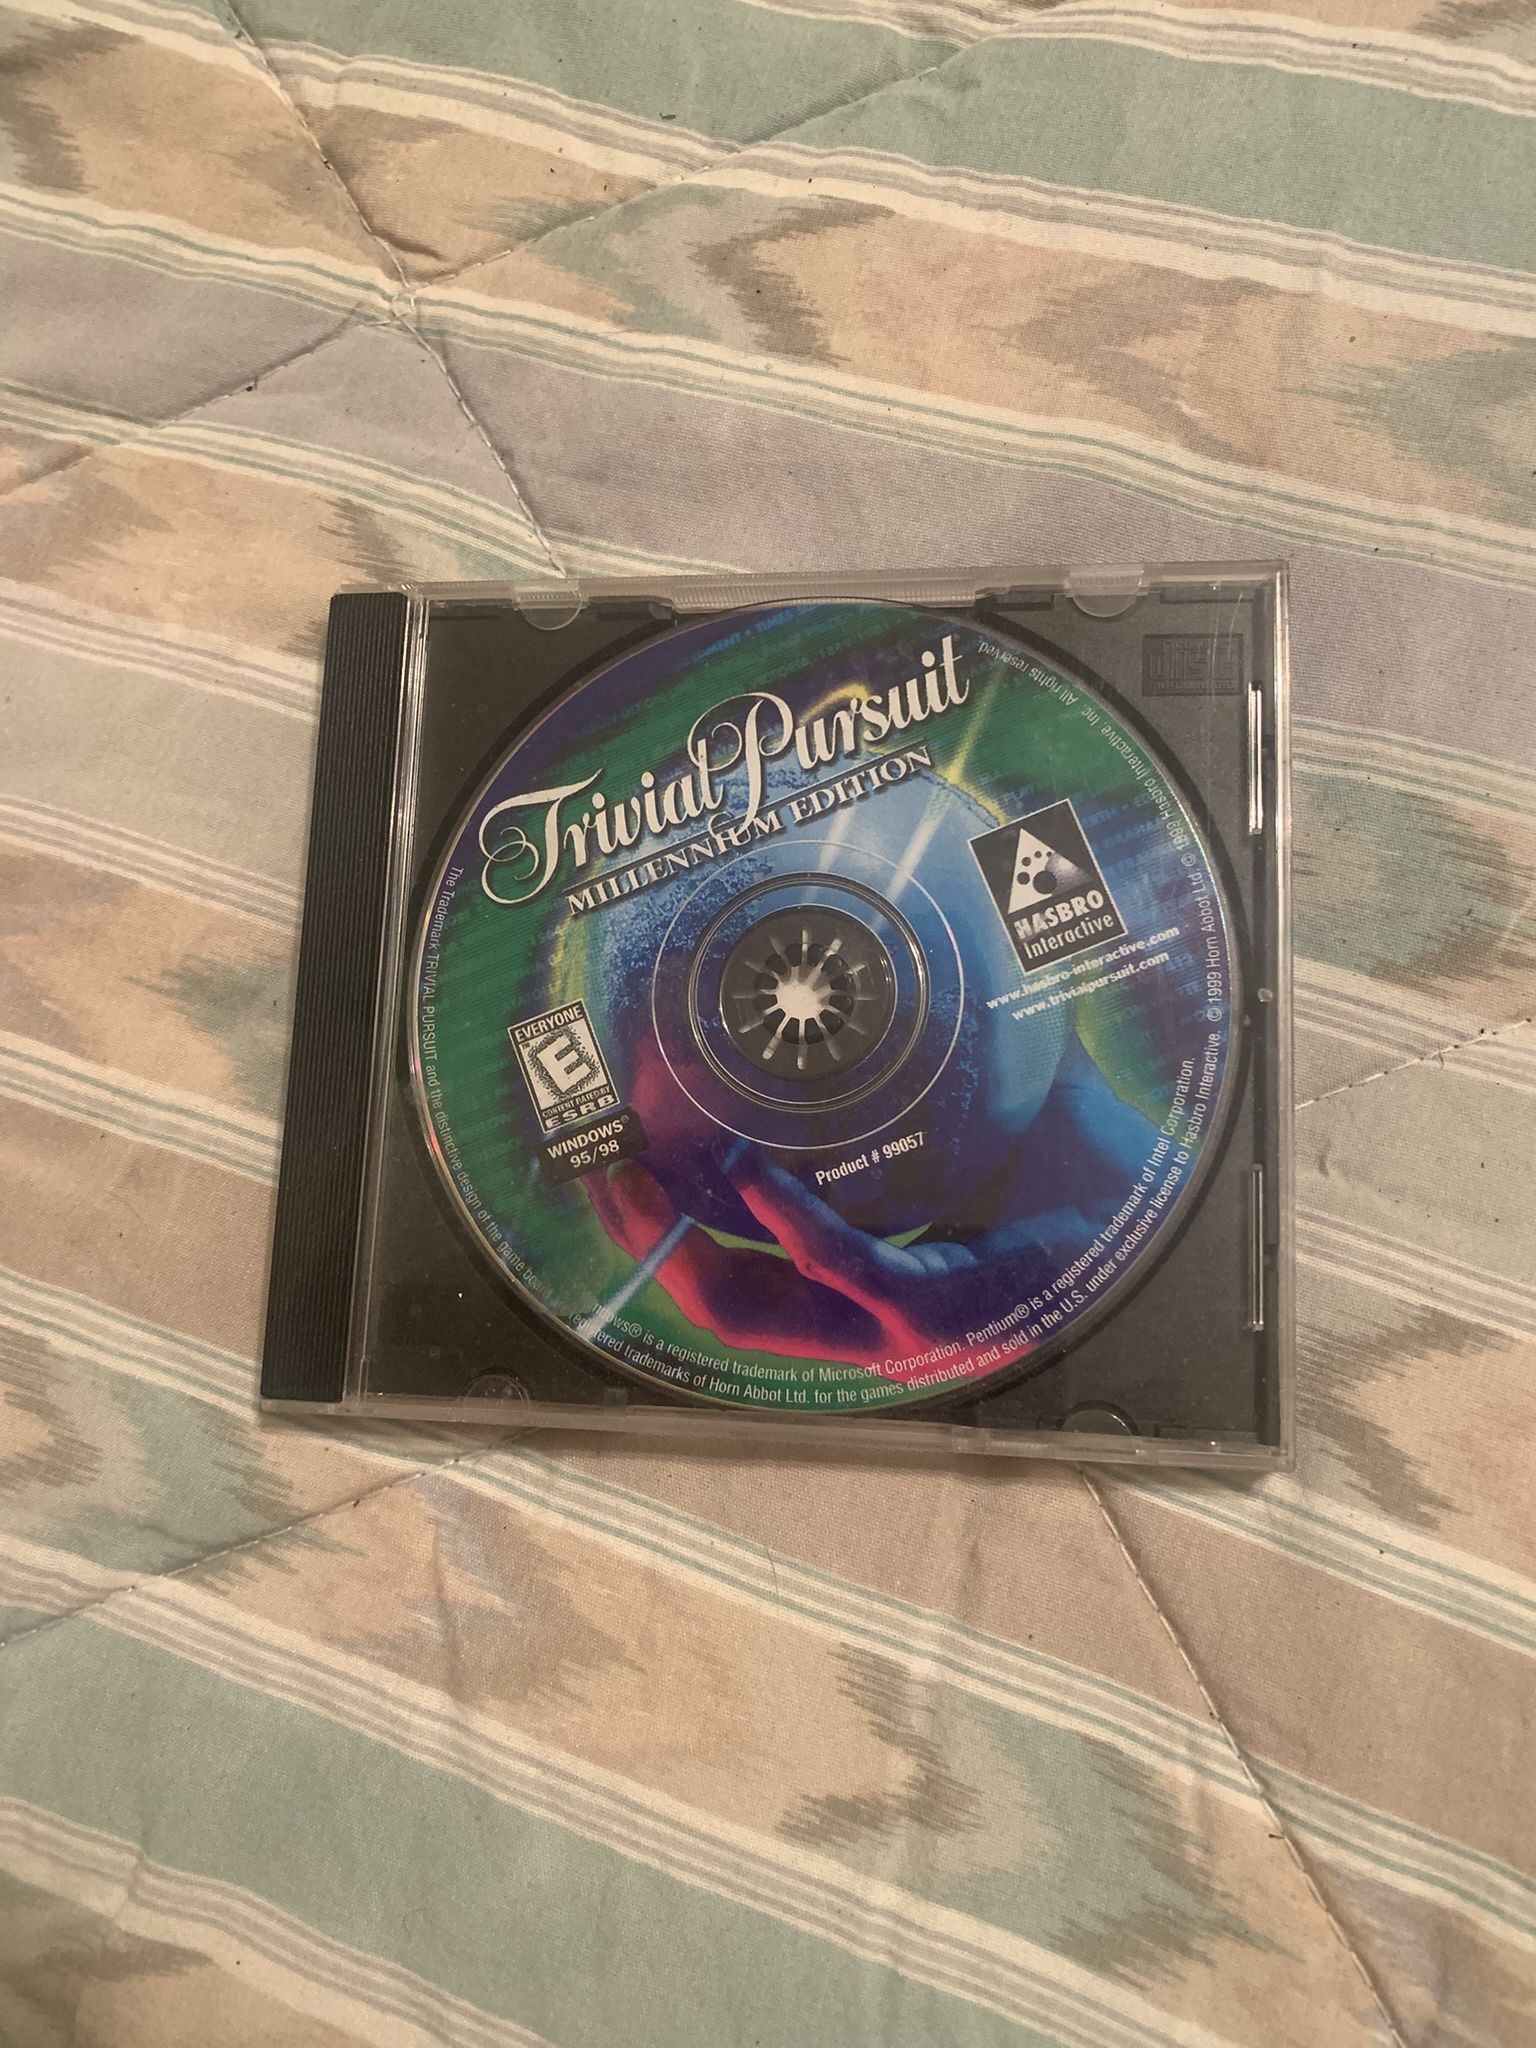 Trivial Pursuit
MILLENNIUM EDITION
HASBRO
Interactive
www.hasbro-interactive.com
www.trivialpursuit.com
EVERYONE
E
CONTENT RATED BY
ESRB
WINDOWS®
95/98
Product # 99057
The Trademark TRIVIAL PURSUIT and the distinctive design of the game board registered trademarks of Horn Abbot Ltd. for the games distributed and sold in the U.S. under exclusive license to Hasbro Interactive. © 1999 Horn Abbot Ltd. © 1999 Hasbro Interactive, Inc. All rights reserved.
is a registered trademark of Microsoft Corporation. Pentium® is a registered trademark of Intel Corporation.
disc